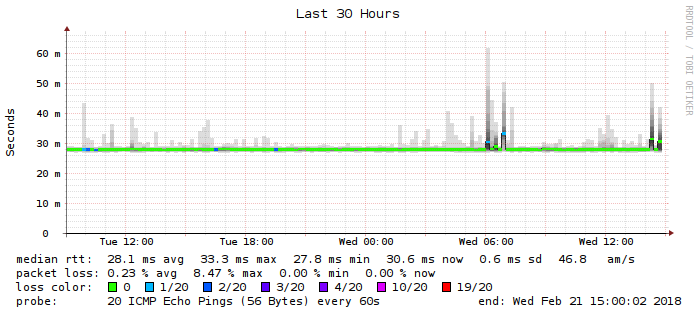 Last 30 Hours
RRDTOOL / TOBI OETIKER
Seconds
60 m
50 m
40 m
30 m
20 m
10 m
0
Tue 12:00 Tue 18:00 Wed 00:00 Wed 06:00 Wed 12:00
median rtt: 28.1 ms avg 33.3 ms max 27.8 ms min 30.6 ms now 0.6 ms sd 46.8 am/s
packet loss: 0.23 % avg 8.47 % max 0.00 % min 0.00 % now
loss color: 0 1/20 2/20 3/20 4/20 10/20 19/20
probe: 20 ICMP Echo Pings (56 Bytes) every 60s end: Wed Feb 21 15:00:02 2018